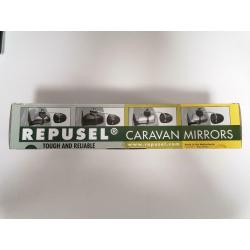 REPUSEL® CARAVAN MIRRORS
TOUGH AND RELIABLE
www.repusel.com